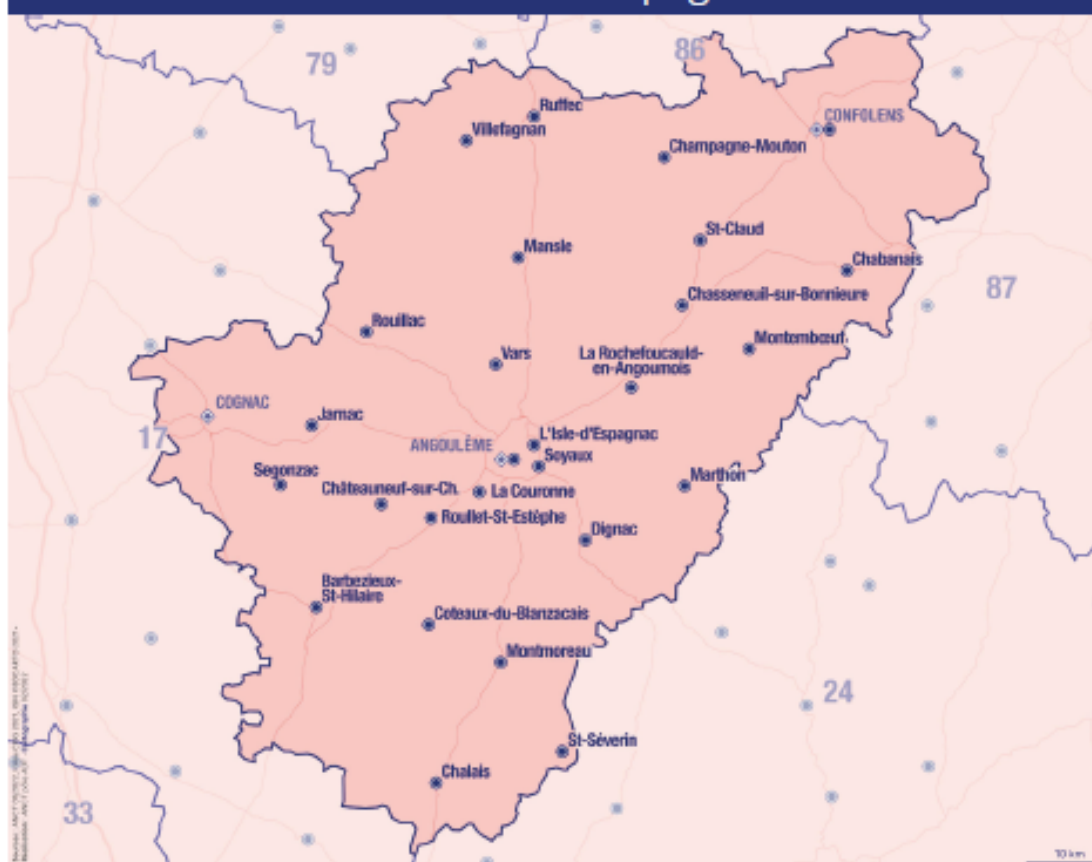 79
86
Ruffec
Villefagnan
CONFOLENS
Champagne-Mouton
St-Claud
Mansle
Chabanais
87
Chasseneuil-sur-Bonnieure
Rouillac
Montembœuf
Vars
La Rochefoucauld-
en-Angoumois
COGNAC
Jarnac
17
L'Isle-d'Espagnac
ANGOULÊME
Soyaux
Segonzac
Marthon
Châteauneuf-sur-Ch.
La Couronne
Roullet-St-Estèphe
Dignac
Barbezieux-
St-Hilaire
Coteaux-du-Blanzacais
Montmoreau
24
St-Séverin
Chalais
33
10 km